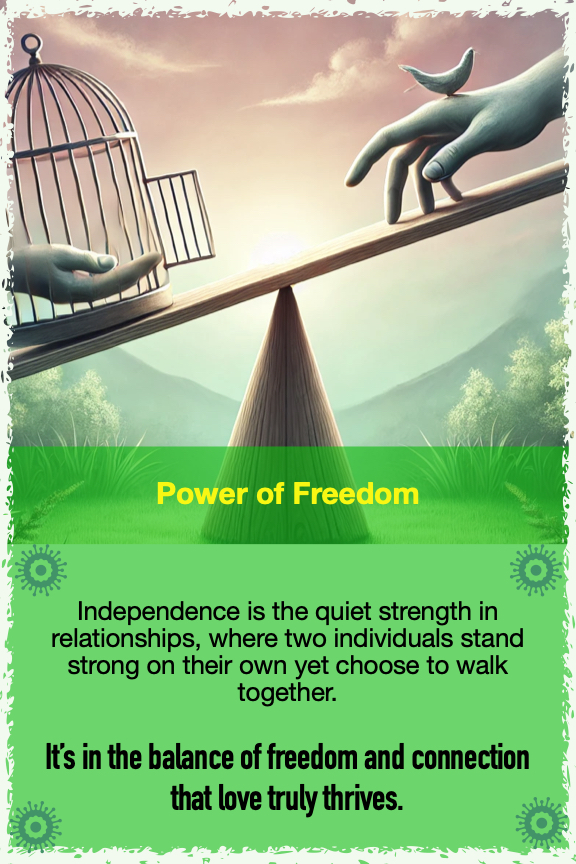 Power of Freedom
Independence is the quiet strength in
relationships, where two individuals stand
strong on their own yet choose to walk
together.
It's in the balance of freedom and connection
that love truly thrives.